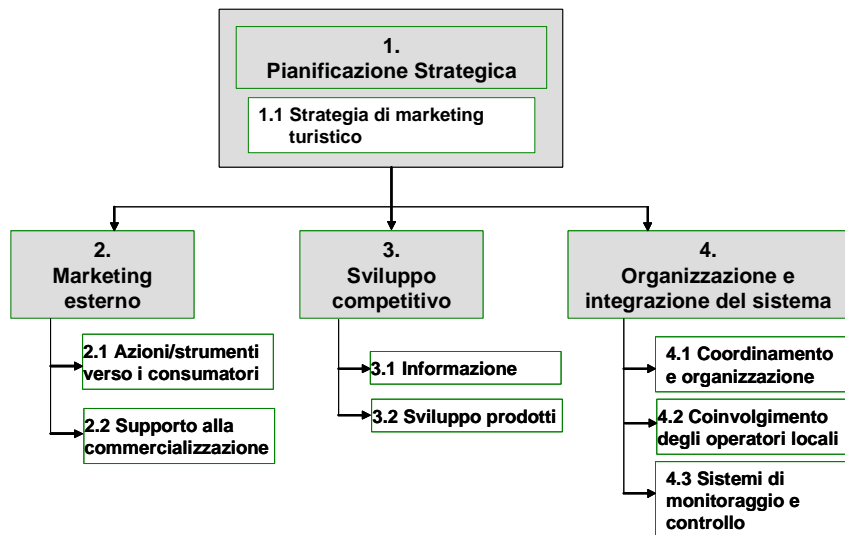 1.
Pianificazione Strategica
1.1 Strategia di marketing
turistico
2.
Marketing
esterno
2.1 Azioni/strumenti
verso i consumatori
2.2 Supporto alla
commercializzazione
3.
Sviluppo
competitivo
3.1 Informazione
3.2 Sviluppo prodotti
4.
Organizzazione e
integrazione del sistema
4.1 Coordinamento
e organizzazione
4.2 Coinvolgimento
degli operatori locali
4.3 Sistemi di
monitoraggio e
controllo